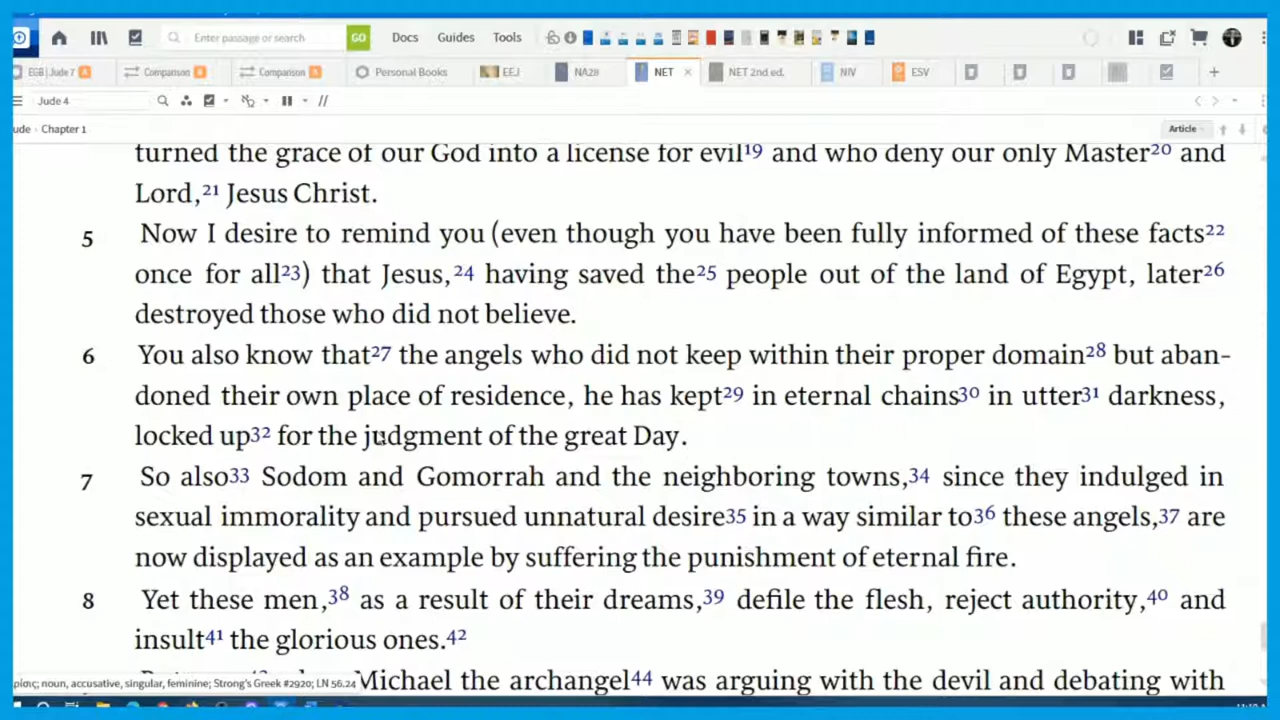 Enter passage or search GO Docs Guides Tools
EGB | Jude 7 A Comparison A Comparison A Personal Books EEJ NA28 NET × NET 2nd ed. NIV ESV +
Jude 4
ude › Chapter 1 Article
turned the grace of our God into a license for evil19 and who deny our only Master20 and
Lord,21 Jesus Christ.
5 Now I desire to remind you (even though you have been fully informed of these facts22
once for all23) that Jesus,24 having saved the25 people out of the land of Egypt, later26
destroyed those who did not believe.
6 You also know that27 the angels who did not keep within their proper domain28 but aban-
doned their own place of residence, he has kept29 in eternal chains30 in utter31 darkness,
locked up32 for the judgment of the great Day.
7 So also33 Sodom and Gomorrah and the neighboring towns,34 since they indulged in
sexual immorality and pursued unnatural desire35 in a way similar to36 these angels,37 are
now displayed as an example by suffering the punishment of eternal fire.
8 Yet these men,38 as a result of their dreams,39 defile the flesh, reject authority,40 and
insult41 the glorious ones.42
Michael the archangel44 was arguing with the devil and debating with
ρίσις; noun, accusative, singular, feminine; Strong's Greek #2920; LN 56.24